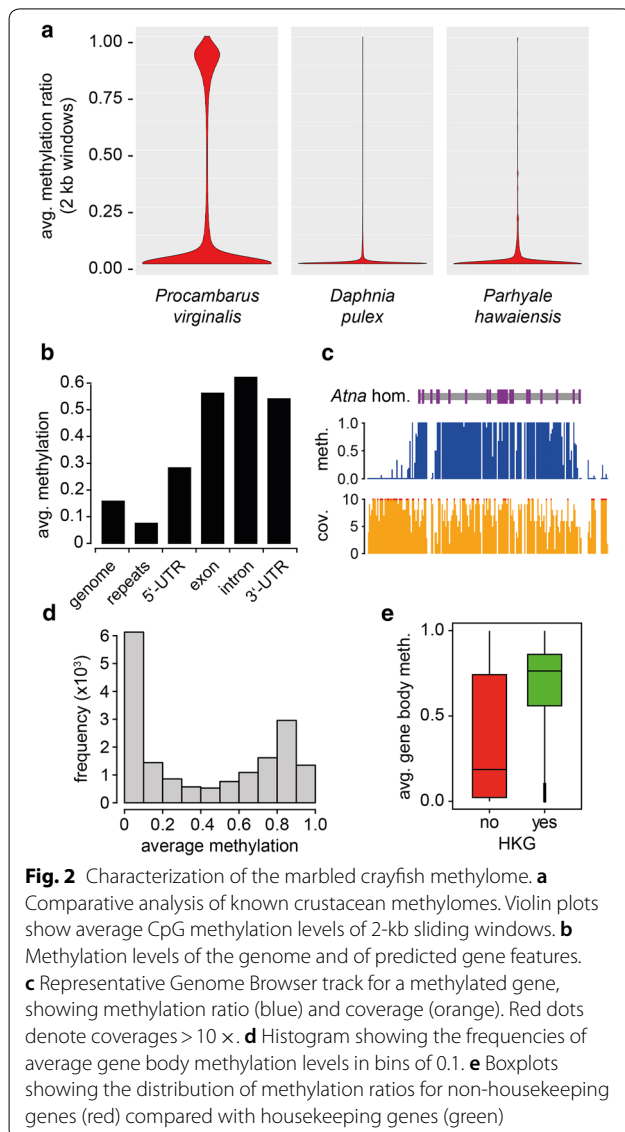 a
1.00
0.75
0.50
0.25
0.00
avg. methylation ratio
(2 kb windows)
Procambarus
virginalis
Daphnia
pulex
Parhyale
hawaiensis
b
0.6
0.5
0.4
0.3
0.2
0.1
0
avg. methylation
genome
repeats
5'-UTR
exon
intron
3'-UTR
c
Atna hom.
meth.
1.0
0.5
0.0
cov.
10
5
0
d
frequency (x10³)
6
5
4
3
2
1
0
0 0.2 0.4 0.6 0.8 1.0
average methylation
e
avg. gene body meth.
1.0
0.5
0.0
no yes
HKG
Fig. 2 Characterization of the marbled crayfish methylome. a
Comparative analysis of known crustacean methylomes. Violin plots
show average CpG methylation levels of 2-kb sliding windows. b
Methylation levels of the genome and of predicted gene features.
c Representative Genome Browser track for a methylated gene,
showing methylation ratio (blue) and coverage (orange). Red dots
denote coverages > 10 ×. d Histogram showing the frequencies of
average gene body methylation levels in bins of 0.1. e Boxplots
showing the distribution of methylation ratios for non-housekeeping
genes (red) compared with housekeeping genes (green)